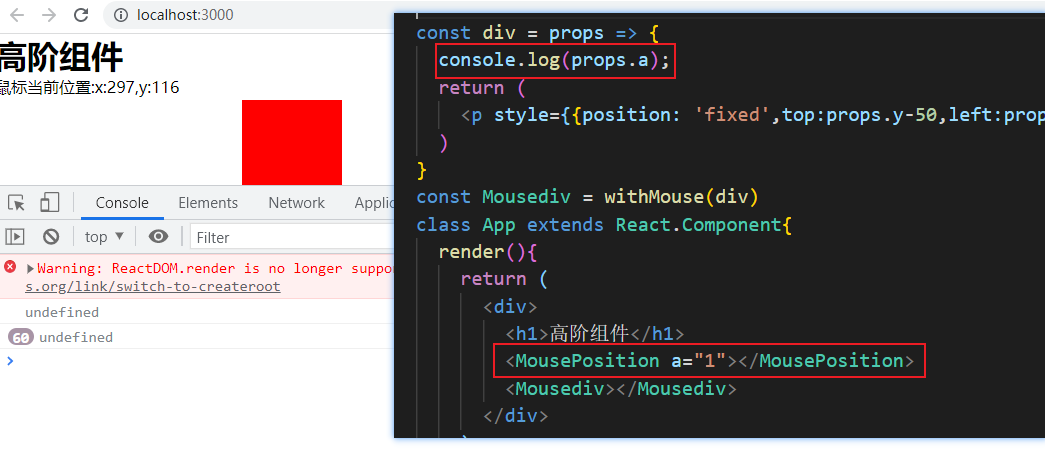 localhost:3000
高阶组件
鼠标当前位置:x:297,y:116
Console Elements Network Applic
top Filter
Warning: ReactDOM.render is no longer suppor
s.org/link/switch-to-createroot
undefined
60 undefined
const div = props => {
console.log(props.a);
return (
<p style={{position: 'fixed',top:props.y-50,left:prop
)
}
const Mousediv = withMouse(div)
class App extends React.Component{
render(){
return (
<div>
<h1>高阶组件</h1>
<MousePosition a="1"></MousePosition>
<Mousediv></Mousediv>
</div>